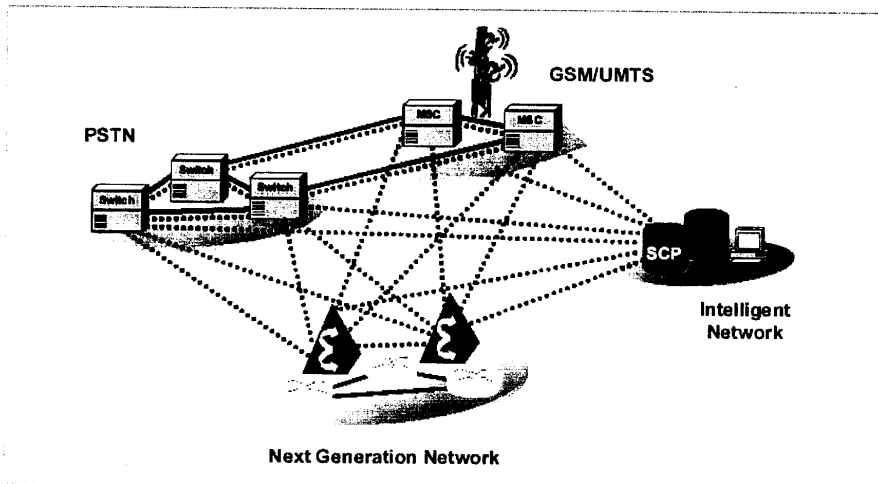 GSM/UMTS
MSC
MSC
PSTN
Switch
Switch
Switch
SCP
Intelligent
Network
Next Generation Network